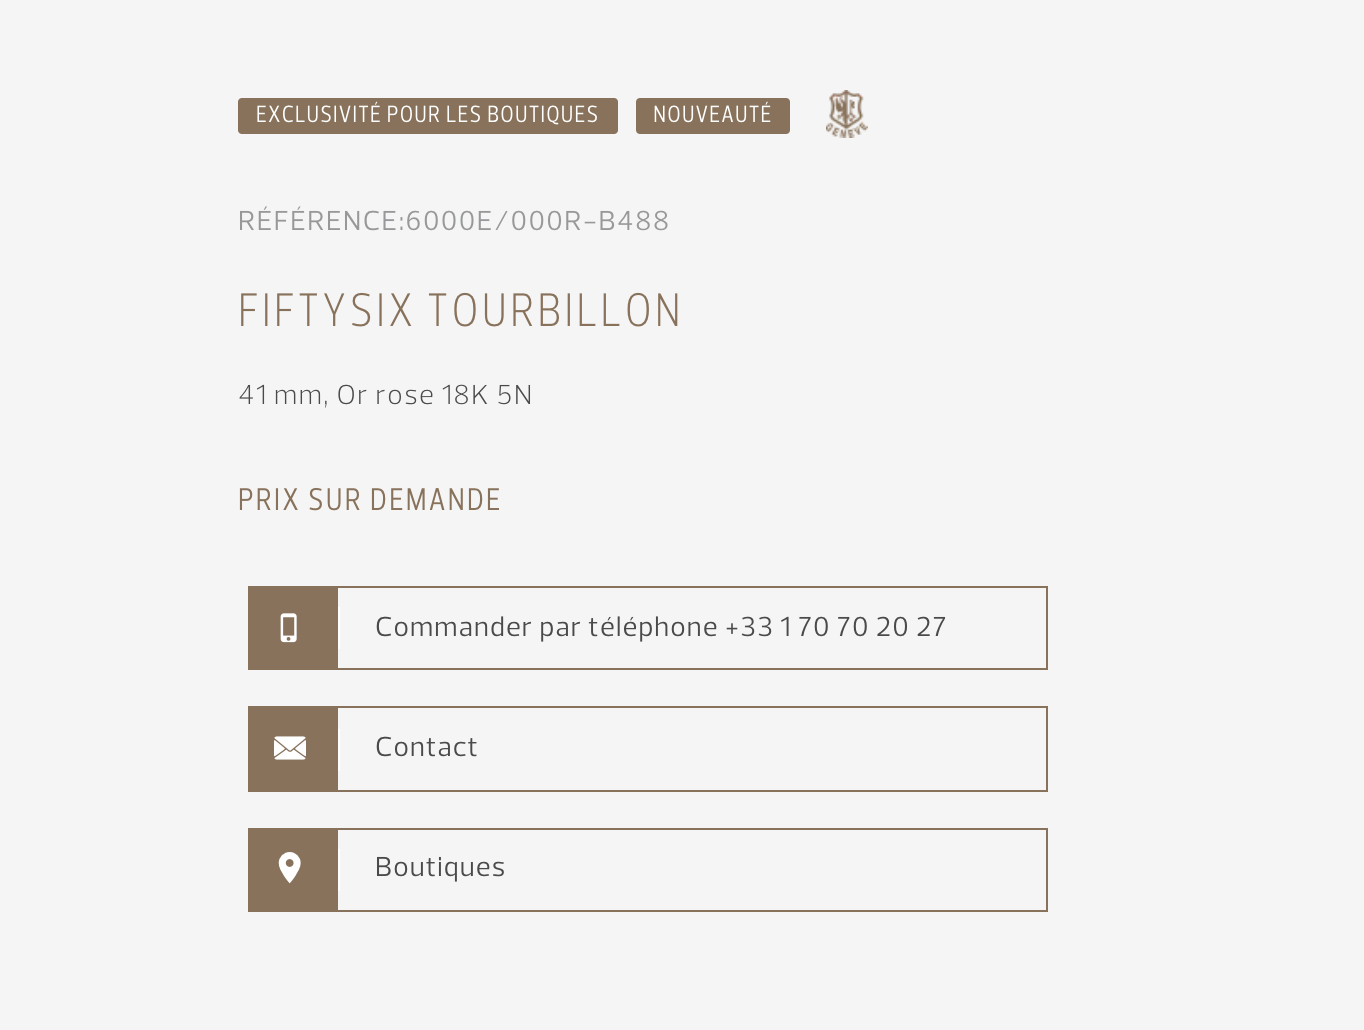 EXCLUSIVITÉ POUR LES BOUTIQUES NOUVEAUTÉ
GENEVE
RÉFÉRENCE:6000E/000R-B488
FIFTYSIX TOURBILLON
41 mm, Or rose 18K 5N
PRIX SUR DEMANDE
Commander par téléphone +33 1 70 70 20 27
Contact
Boutiques